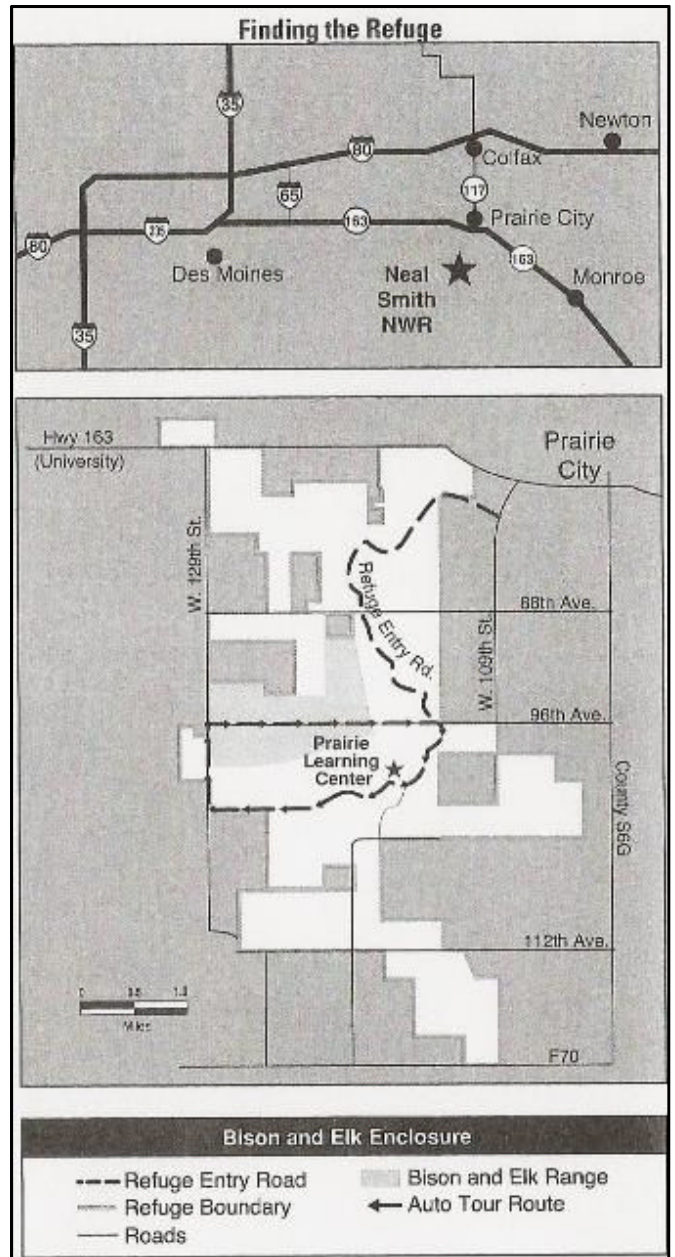 Finding the Refuge
35
80
Newton
Colfax
65
117
163
Prairie City
80
Des Moines
Neal
Smith
NWR
163
Monroe
35
Hwy 163
(University)
Prairie
City
W. 129th St.
Refuge Entry Rd.
88th Ave.
W. 109th St.
96th Ave.
Prairie
Learning
Center
County S6G
112th Ave.
0
Miles
F70
Bison and Elk Enclosure
Refuge Entry Road
Bison and Elk Range
Refuge Boundary
Auto Tour Route
Roads